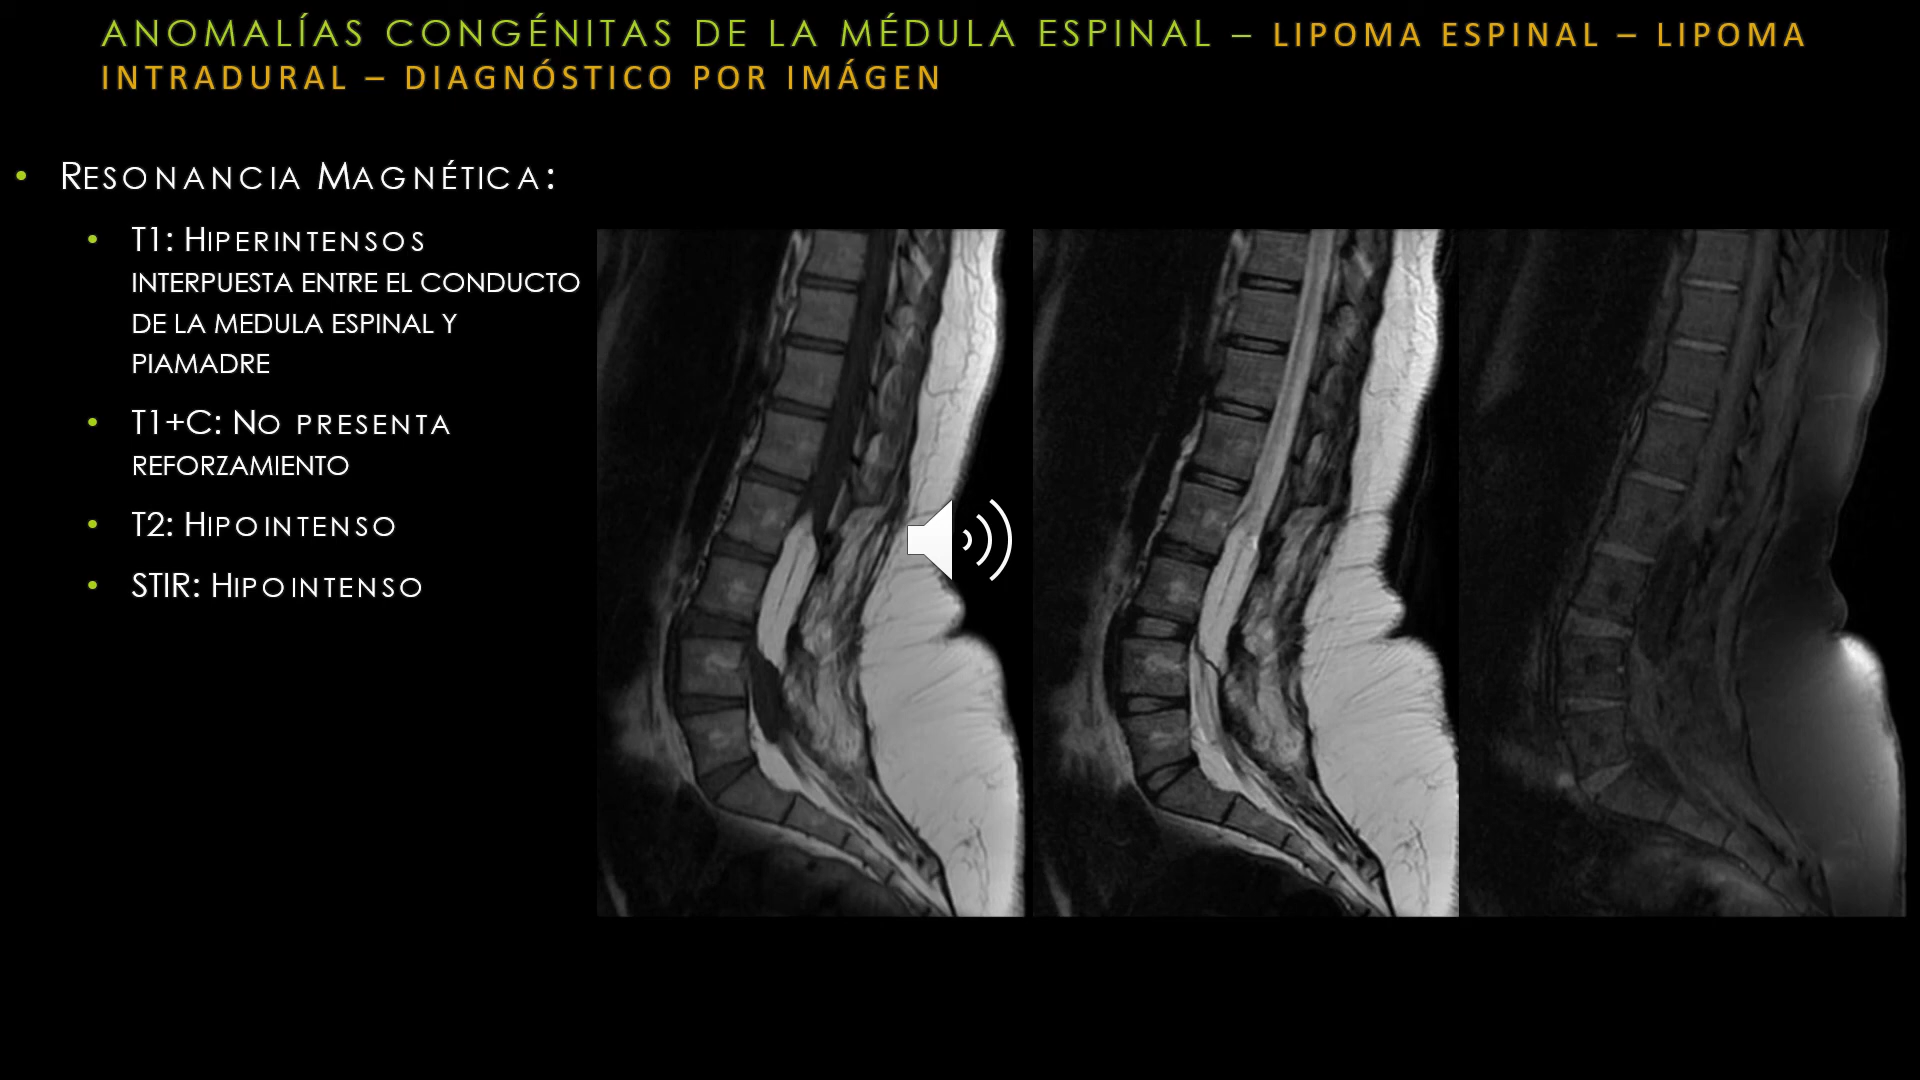 ANOMALÍAS CONGÉNITAS DE LA MÉDULA ESPINAL – LIPOMA ESPINAL – LIPOMA
INTRADURAL – DIAGNÓSTICO POR IMÁGEN
• RESONANCIA MAGNÉTICA:
• T1: HIPERINTENSOS
INTERPUESTA ENTRE EL CONDUCTO
DE LA MEDULA ESPINAL Y
PIAMADRE
• T1+C: NO PRESENTA
REFORZAMIENTO
• T2: HIPOINTENSO
• STIR: HIPOINTENSO